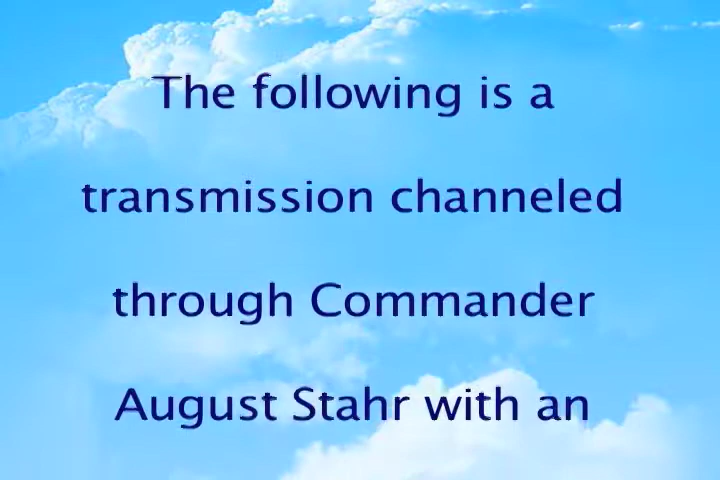 The following is a
transmission channeled
through Commander
August Stahr with an